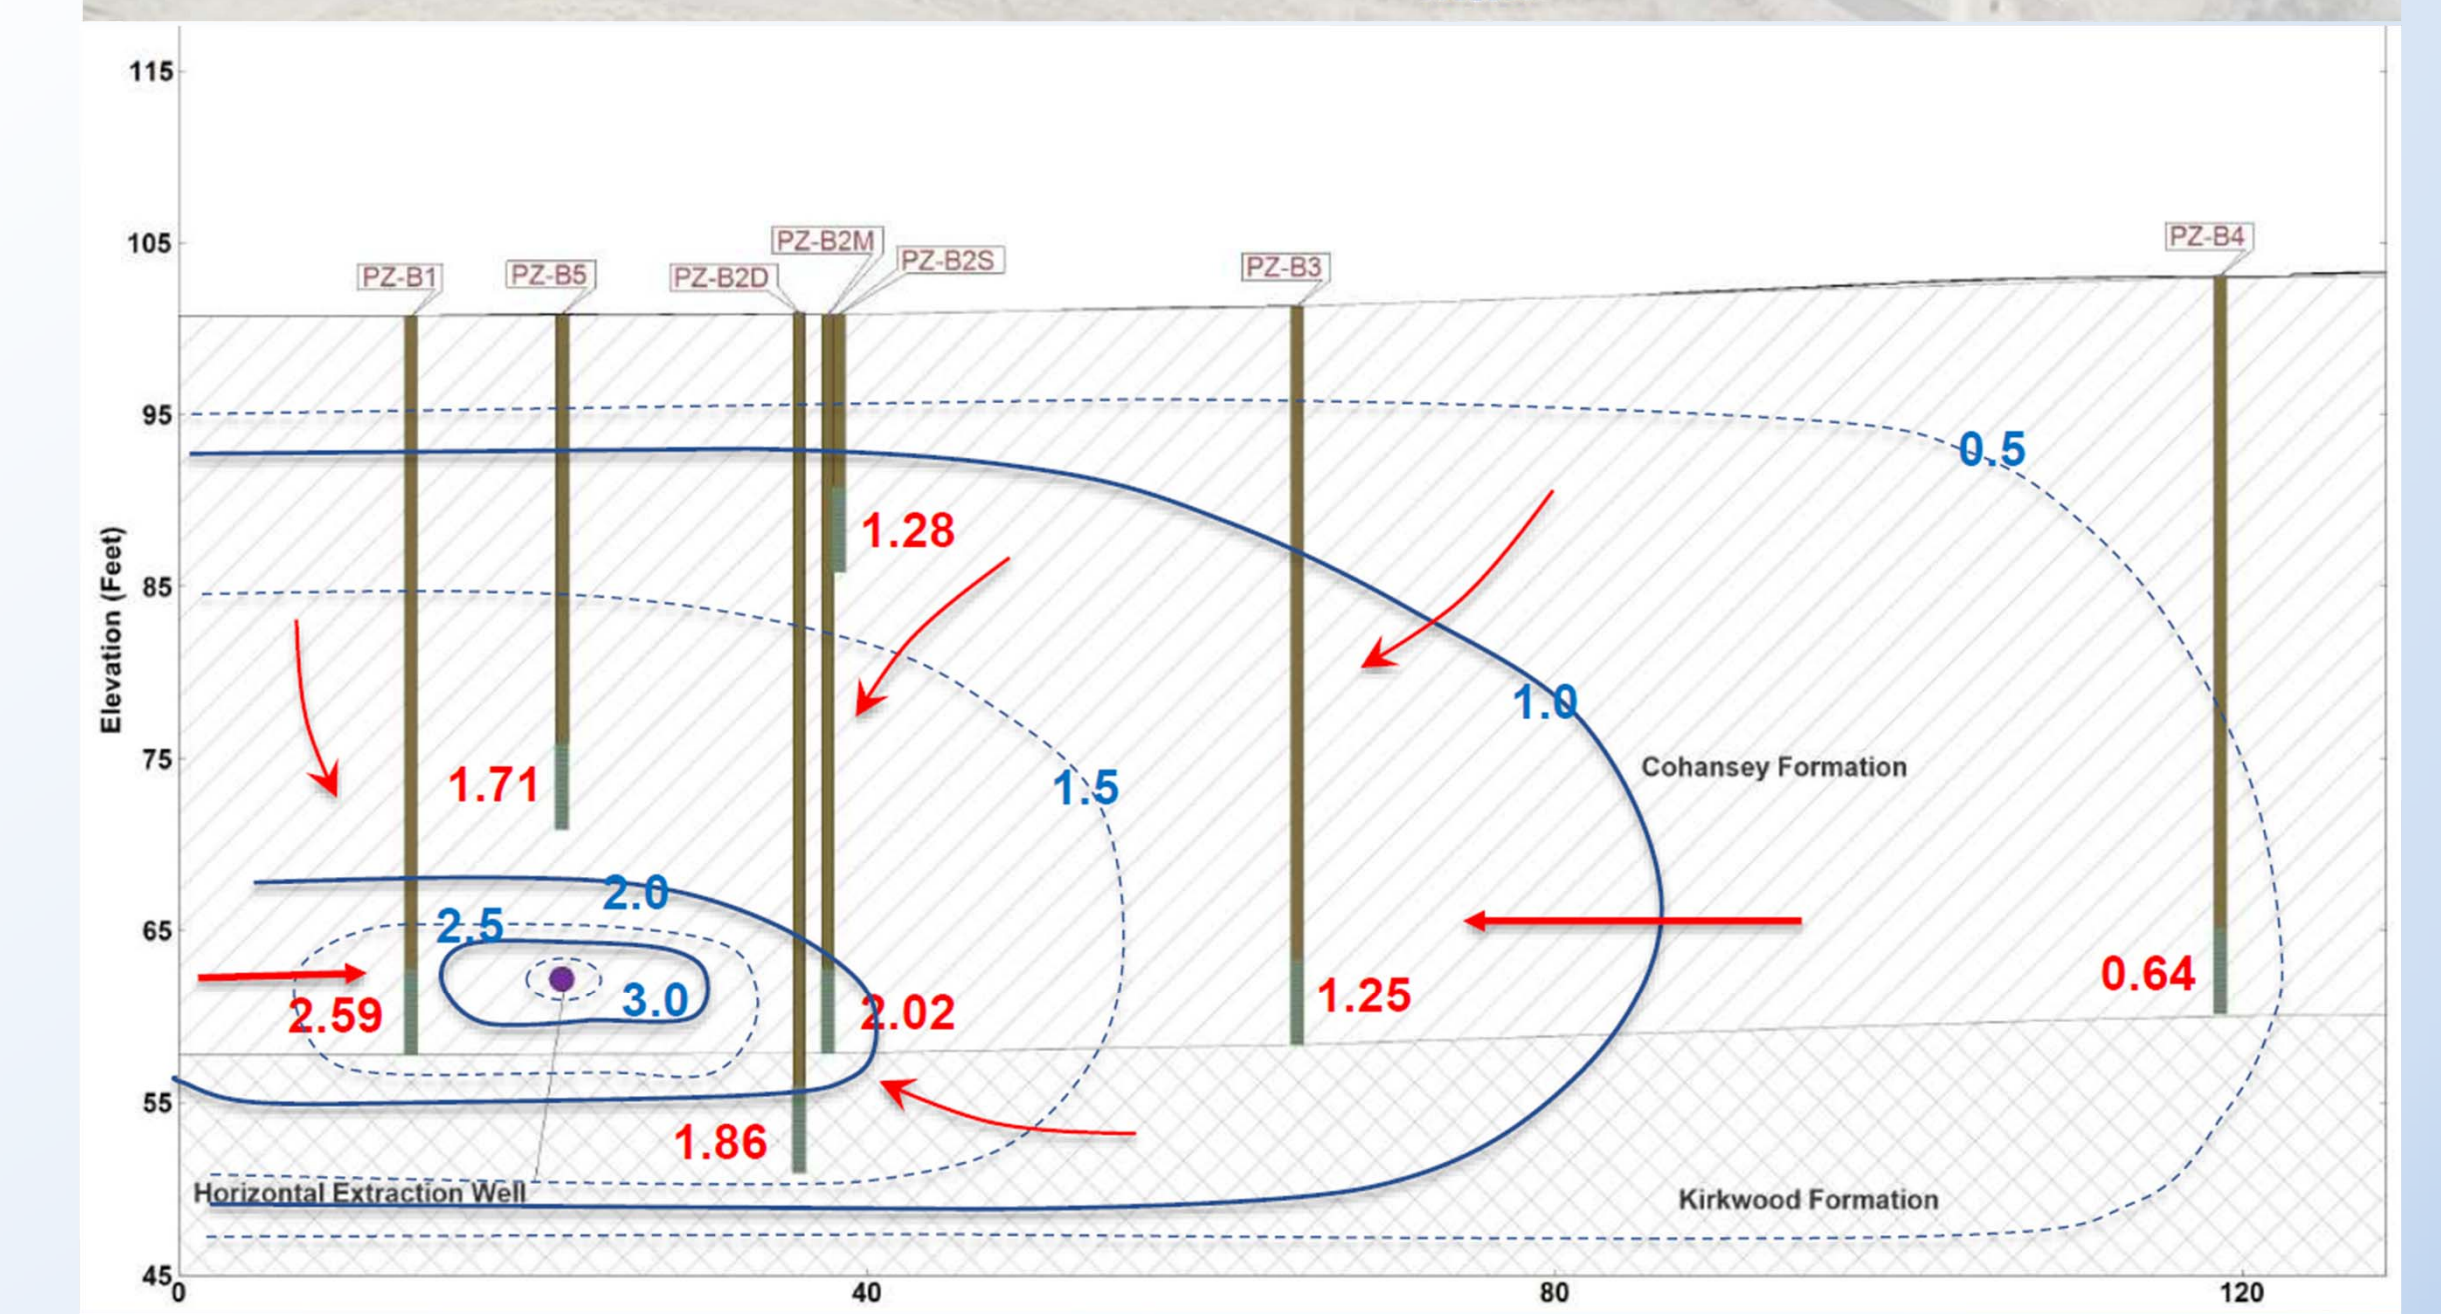 115
105
PZ-B2M
PZ-B2S
PZ-B4
PZ-B1
PZ-B5
PZ-B2D
PZ-B3
95
0.5
1.28
85
Elevation (Feet)
1.0
75
1.71
1.5
Cohansey Formation
2.0
2.5
65
0.64
2.59
3.0
2.02
1.25
55
1.86
Horizontal Extraction Well
Kirkwood Formation
45
0
40
80
120